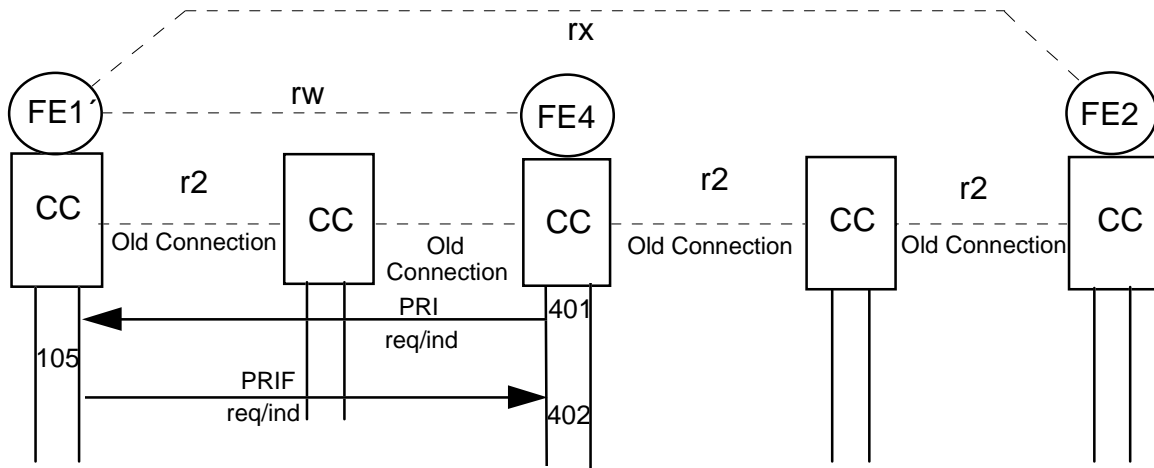 rx
rw
FE1´
FE4
FE2
r2
r2
r2
CC
CC
CC
CC
CC
Old Connection
Old
Connection
Old Connection
Old Connection
PRI
req/ind
401
105
PRIF
req/ind
402